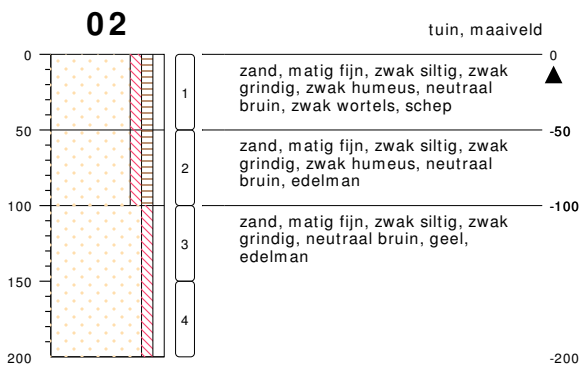 02
tuin, maaiveld
0
0
zand, matig fijn, zwak siltig, zwak
grindig, zwak humeus, neutraal
bruin, zwak wortels, schep
1
50
-50
zand, matig fijn, zwak siltig, zwak
grindig, zwak humeus, neutraal
bruin, edelman
2
100
-100
zand, matig fijn, zwak siltig, zwak
grindig, neutraal bruin, geel,
edelman
3
150
4
200
-200